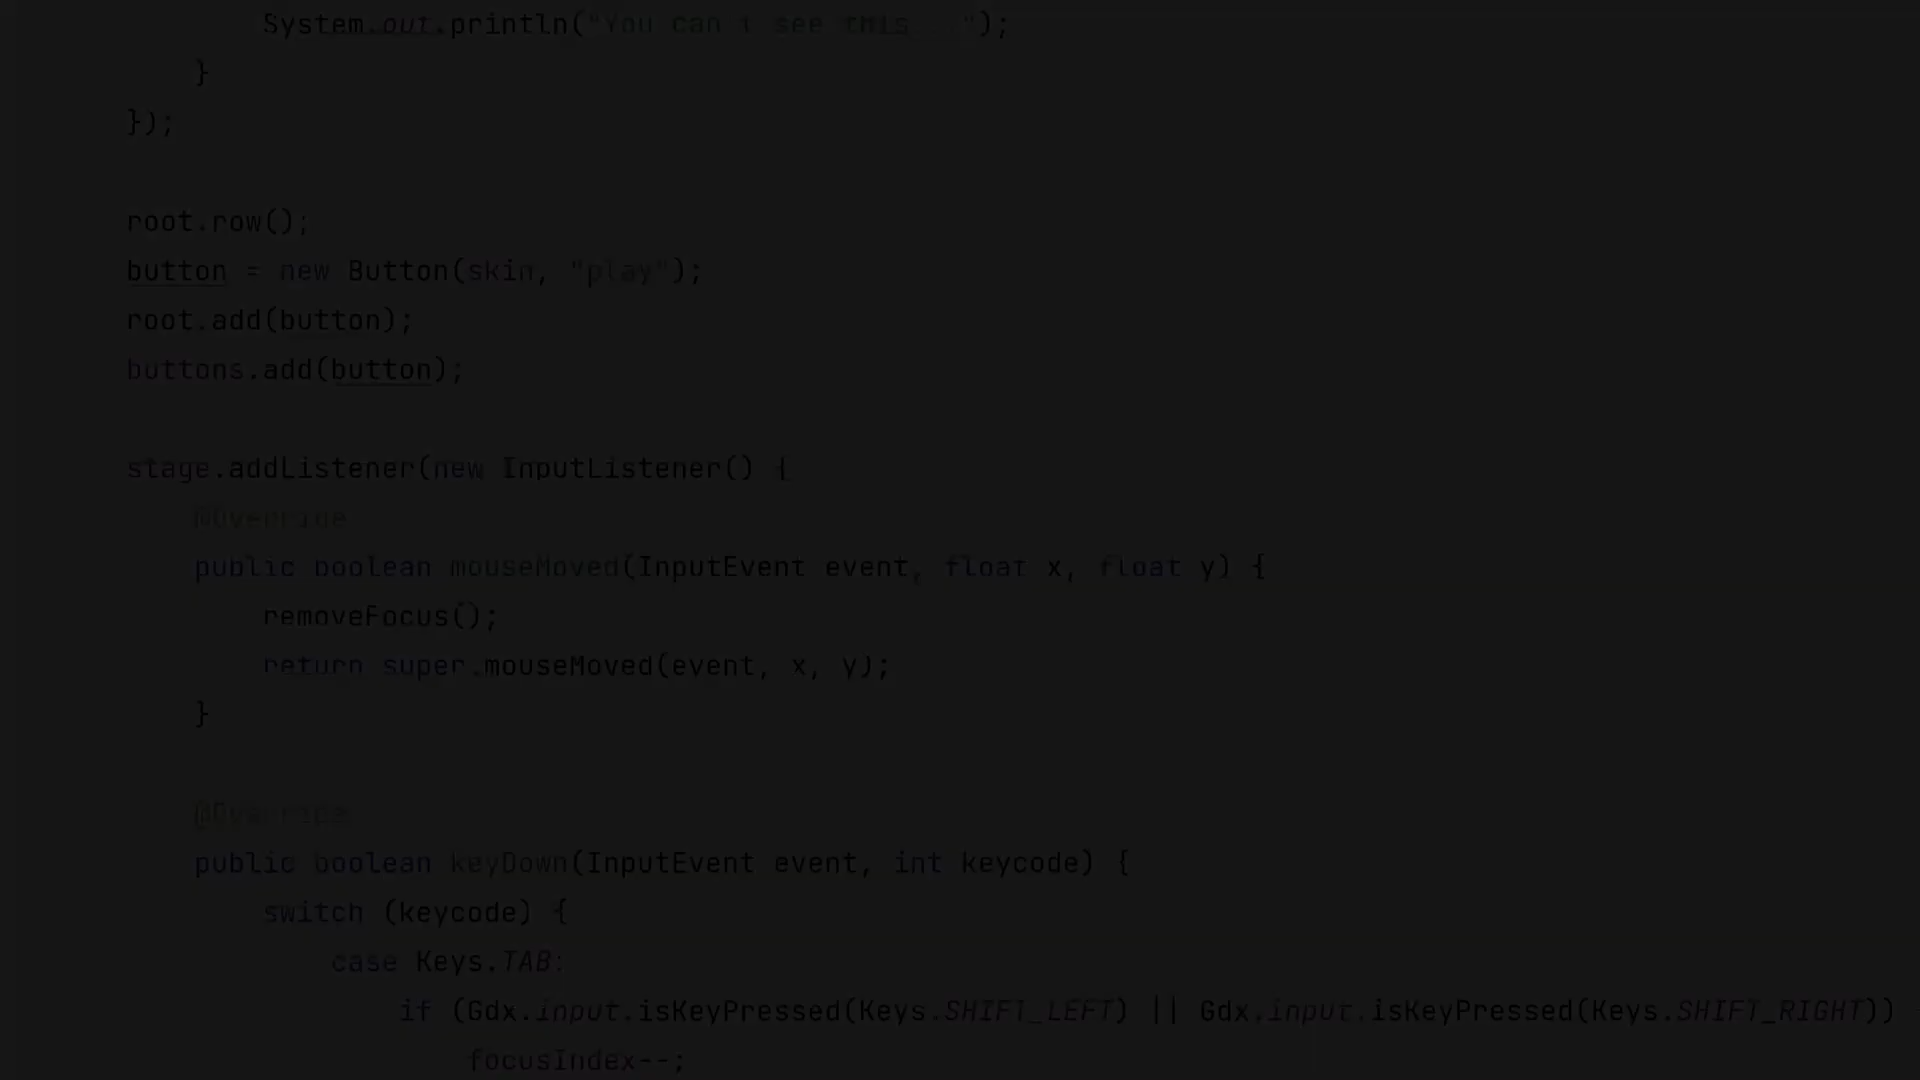 System.out.println("You can't see this   ");
}
});
root.row();
button = new Button(skin, "play");
root.add(button);
buttons.add(button);
stage.addListener(new InputListener() {
@Override
public boolean mouseMoved(InputEvent event, float x, float y) {
removeFocus();
return super.mouseMoved(event, x, y);
}
@Override
public boolean keyDown(InputEvent event, int keycode) {
switch (keycode) {
case Keys.TAB:
if (Gdx.input.isKeyPressed(Keys.SHIFT_LEFT) || Gdx.input.isKeyPressed(Keys.SHIFT_RIGHT))
focusIndex--;